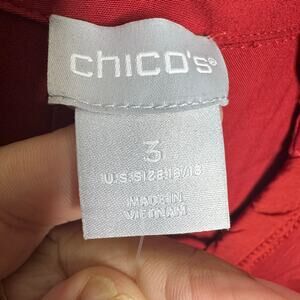 chico's®
3
U.S. SIZE 16/18
MADE IN
VIETNAM